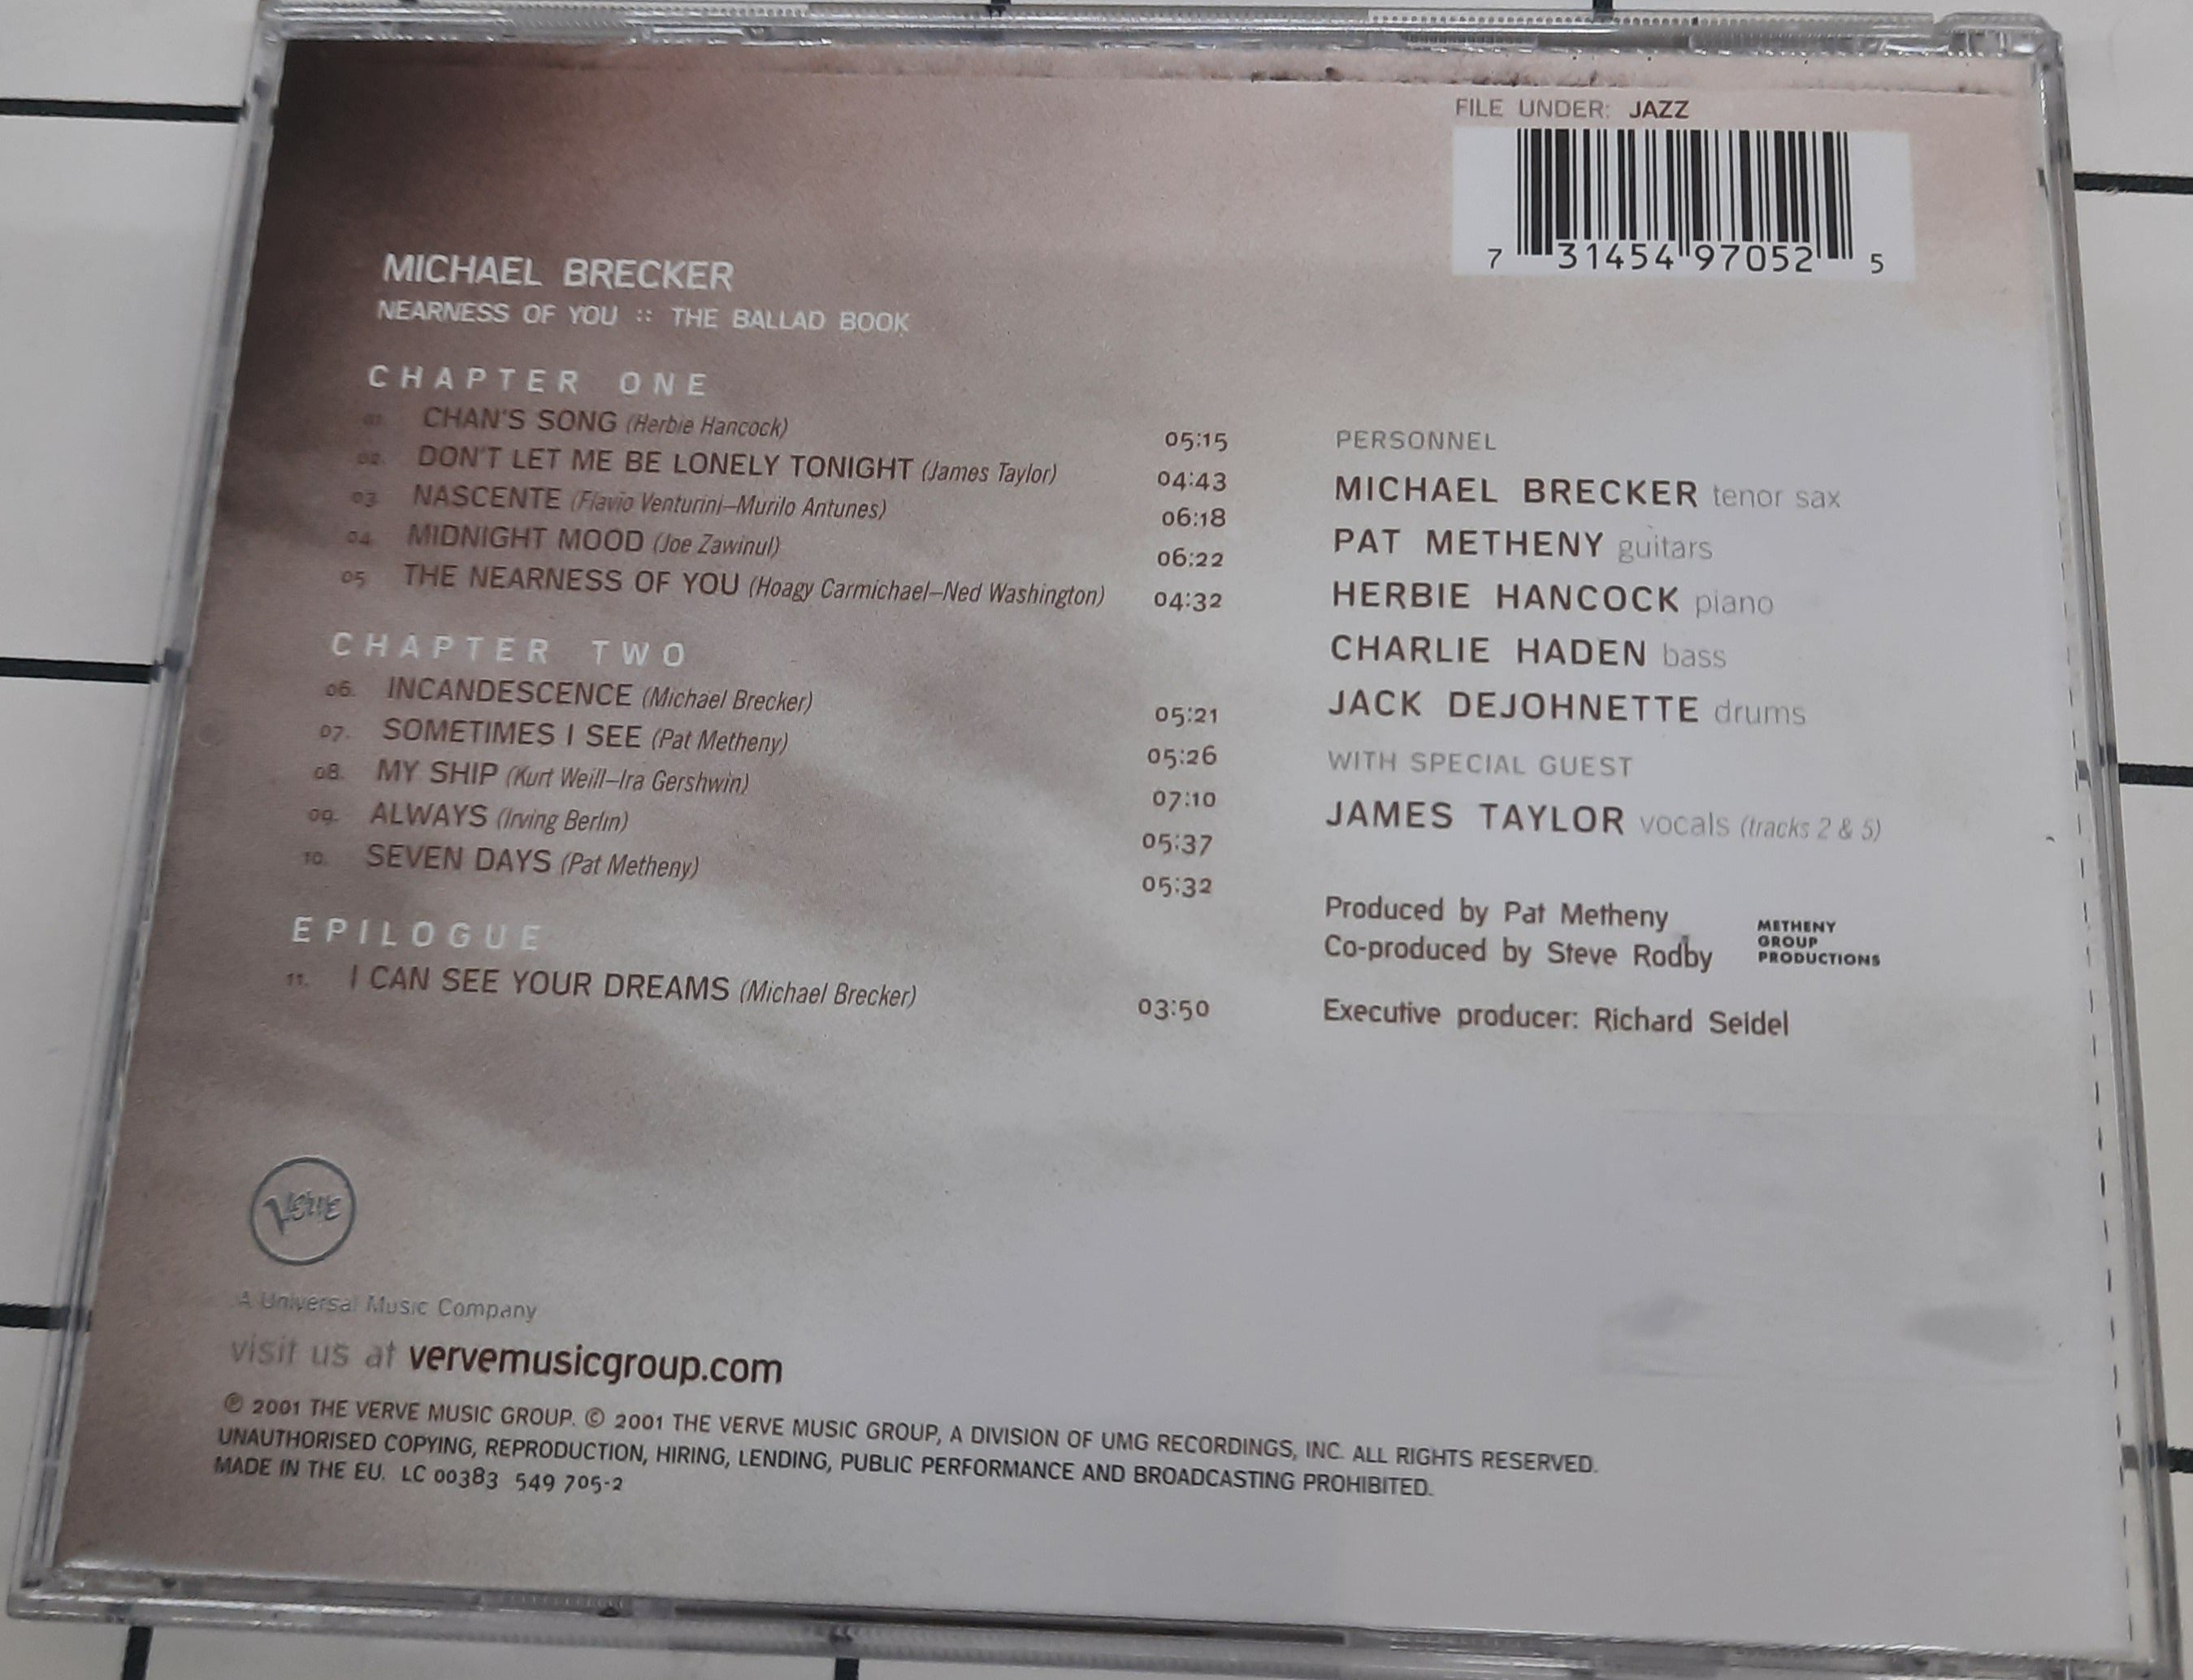 FILE UNDER: JAZZ
7 31454 97052 5
MICHAEL BRECKER
NEARNESS OF YOU :: THE BALLAD BOOK
CHAPTER ONE
01. CHAN'S SONG (Herbie Hancock) 05:15
02. DON'T LET ME BE LONELY TONIGHT (James Taylor) 04:43
03. NASCENTE (Flavio Venturini–Murilo Antunes) 06:18
04. MIDNIGHT MOOD (Joe Zawinul) 06:22
05. THE NEARNESS OF YOU (Hoagy Carmichael–Ned Washington) 04:32
CHAPTER TWO
06. INCANDESCENCE (Michael Brecker) 05:21
07. SOMETIMES I SEE (Pat Metheny) 05:26
08. MY SHIP (Kurt Weill–Ira Gershwin) 07:10
09. ALWAYS (Irving Berlin) 05:37
10. SEVEN DAYS (Pat Metheny) 05:32
EPILOGUE
11. I CAN SEE YOUR DREAMS (Michael Brecker) 03:50
PERSONNEL
MICHAEL BRECKER tenor sax
PAT METHENY guitars
HERBIE HANCOCK piano
CHARLIE HADEN bass
JACK DEJOHNETTE drums
WITH SPECIAL GUEST
JAMES TAYLOR vocals (tracks 2 & 5)
Produced by Pat Metheny
Co-produced by Steve Rodby
METHENY
GROUP
PRODUCTIONS
Executive producer: Richard Seidel
VERVE
A Universal Music Company
visit us at vervemusicgroup.com
℗ 2001 THE VERVE MUSIC GROUP. © 2001 THE VERVE MUSIC GROUP, A DIVISION OF UMG RECORDINGS, INC. ALL RIGHTS RESERVED.
UNAUTHORISED COPYING, REPRODUCTION, HIRING, LENDING, PUBLIC PERFORMANCE AND BROADCASTING PROHIBITED.
MADE IN THE EU. LC 00383 549 705-2